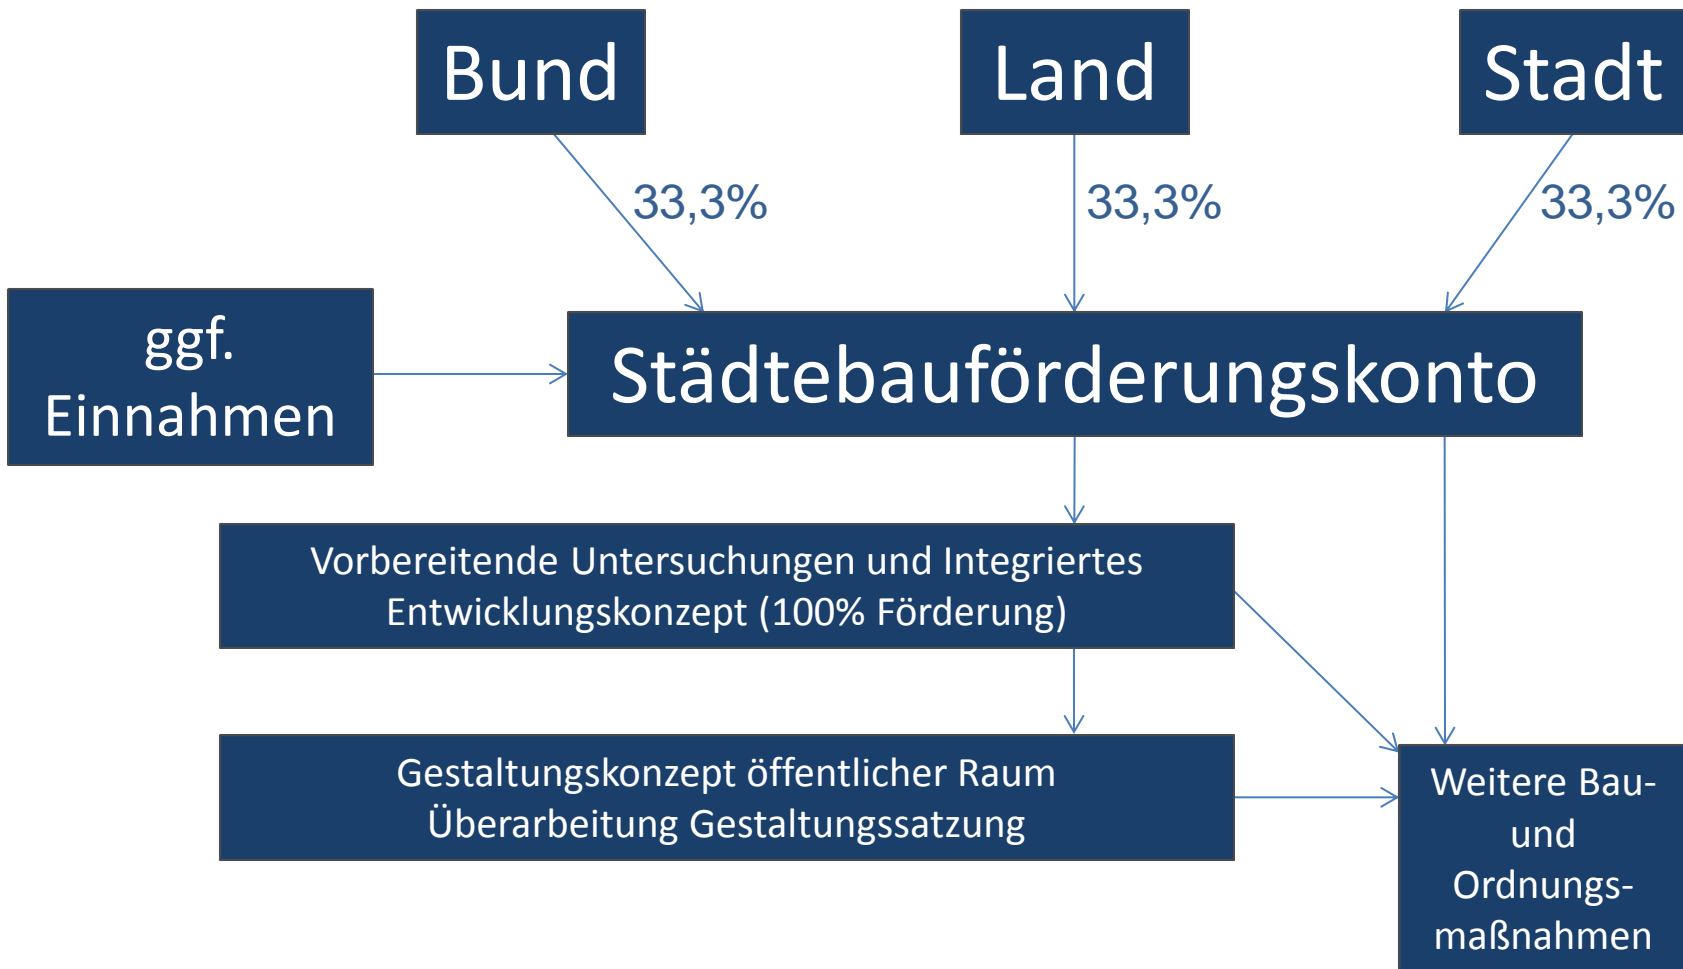 Bund
Land
Stadt
33,3%
33,3%
33,3%
ggf.
Einnahmen
Städtebauförderungskonto
Vorbereitende Untersuchungen und Integriertes
Entwicklungskonzept (100% Förderung)
Gestaltungskonzept öffentlicher Raum
Überarbeitung Gestaltungssatzung
Weitere Bau-
und
Ordnungs-
maßnahmen